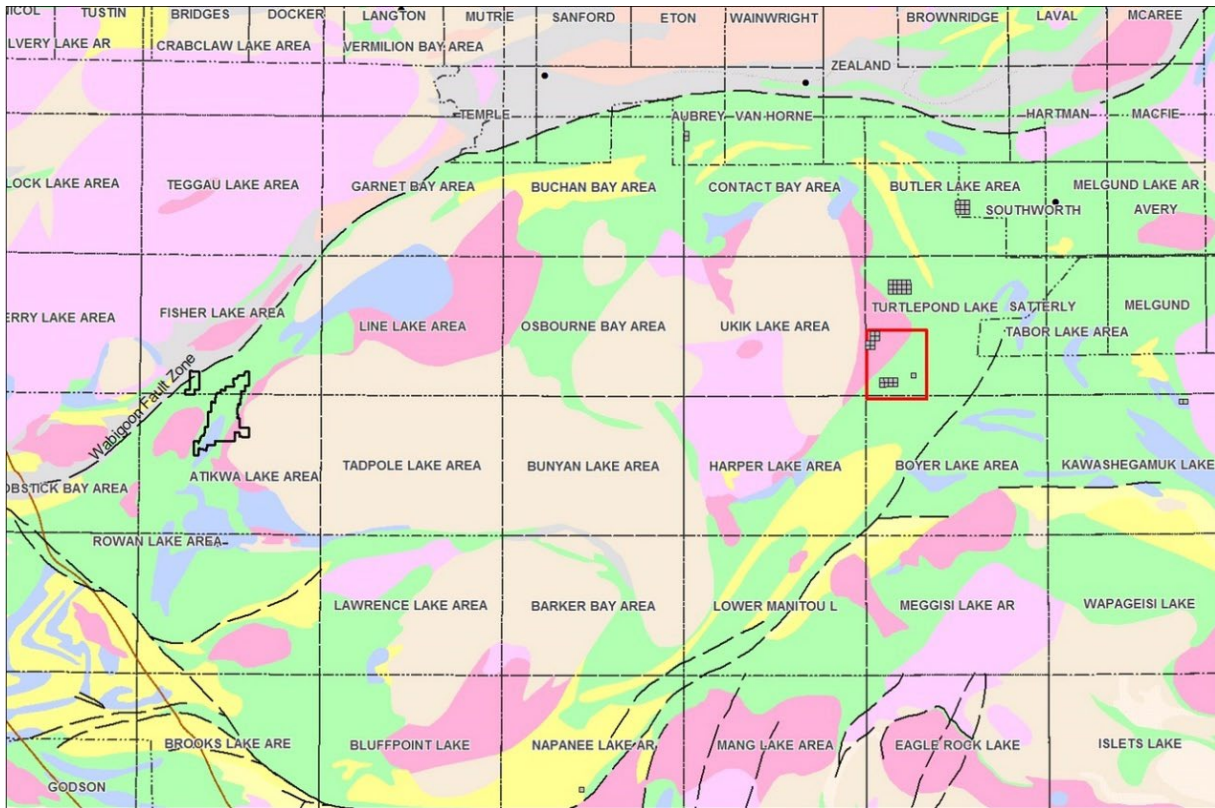 NICOL
TUSTIN
BRIDGES
DOCKER
LANGTON
MUTRIE
SANFORD
ETON
WAINWRIGHT
BROWNRIDGE
LAVAL
MCAREE
LVERY LAKE AR
CRABCLAW LAKE AREA
VERMILION BAY AREA
ZEALAND
TEMPLE
AUBREY
VAN HORNE
HARTMAN
MACFIE
LOCK LAKE AREA
TEGGAU LAKE AREA
GARNET BAY AREA
BUCHAN BAY AREA
CONTACT BAY AREA
BUTLER LAKE AREA
MELGUND LAKE AR
SOUTHWORTH
AVERY
ERRY LAKE AREA
FISHER LAKE AREA
LINE LAKE AREA
OSBOURNE BAY AREA
UKIK LAKE AREA
TURTLEPOND LAKE
SATTERLY
MELGUND
TABOR LAKE AREA
Wabigoon Fault Zone
OBSTICK BAY AREA
ATIKWA LAKE AREA
TADPOLE LAKE AREA
BUNYAN LAKE AREA
HARPER LAKE AREA
BOYER LAKE AREA
KAWASHEGAMUK LAKE
ROWAN LAKE AREA
LAWRENCE LAKE AREA
BARKER BAY AREA
LOWER MANITOU L
MEGGISI LAKE AR
WAPAGEISI LAKE
BROOKS LAKE ARE
BLUFFPOINT LAKE
NAPANEE LAKE AR
MANG LAKE AREA
EAGLE ROCK LAKE
ISLETS LAKE
GODSON